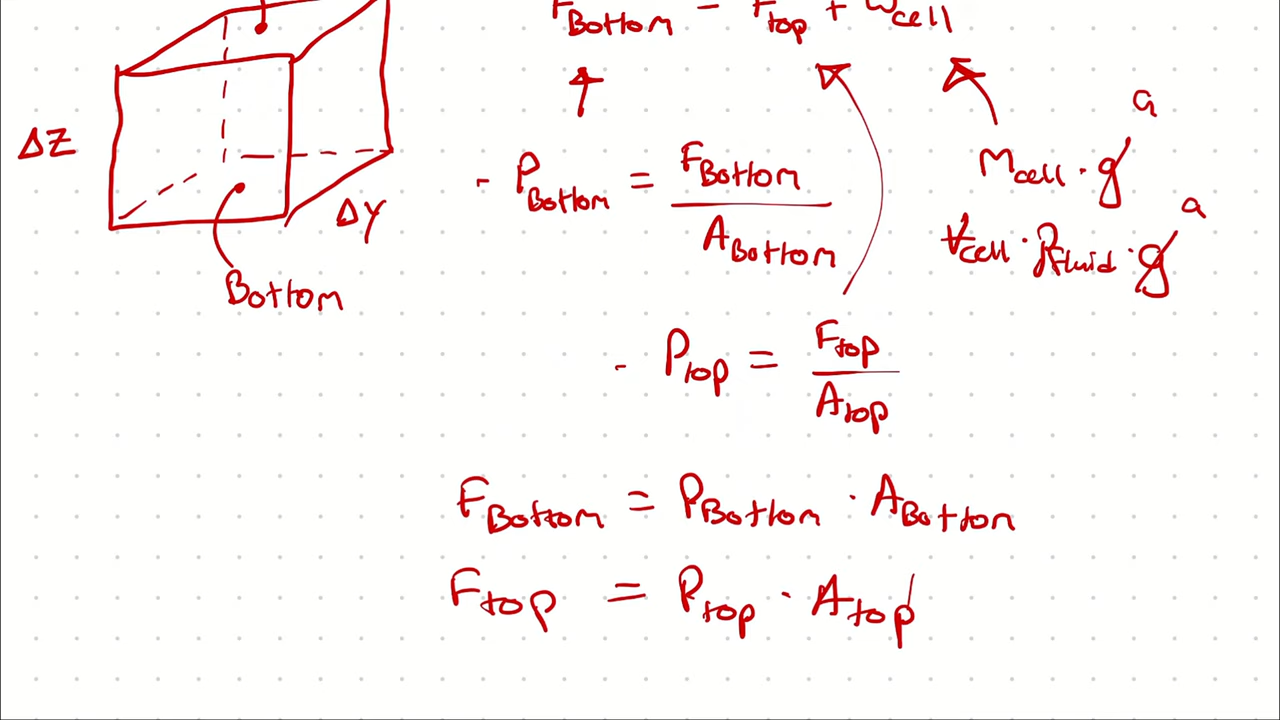 F_Bottom = F_top + W_cell
ΔZ
ΔY
Bottom
- P_Bottom = F_Bottom / A_Bottom
a
M_cell · g
a
V_cell · ρ_fluid · g
- P_top = F_top / A_top
F_Bottom = P_Bottom · A_Bottom
F_top = P_top · A_top